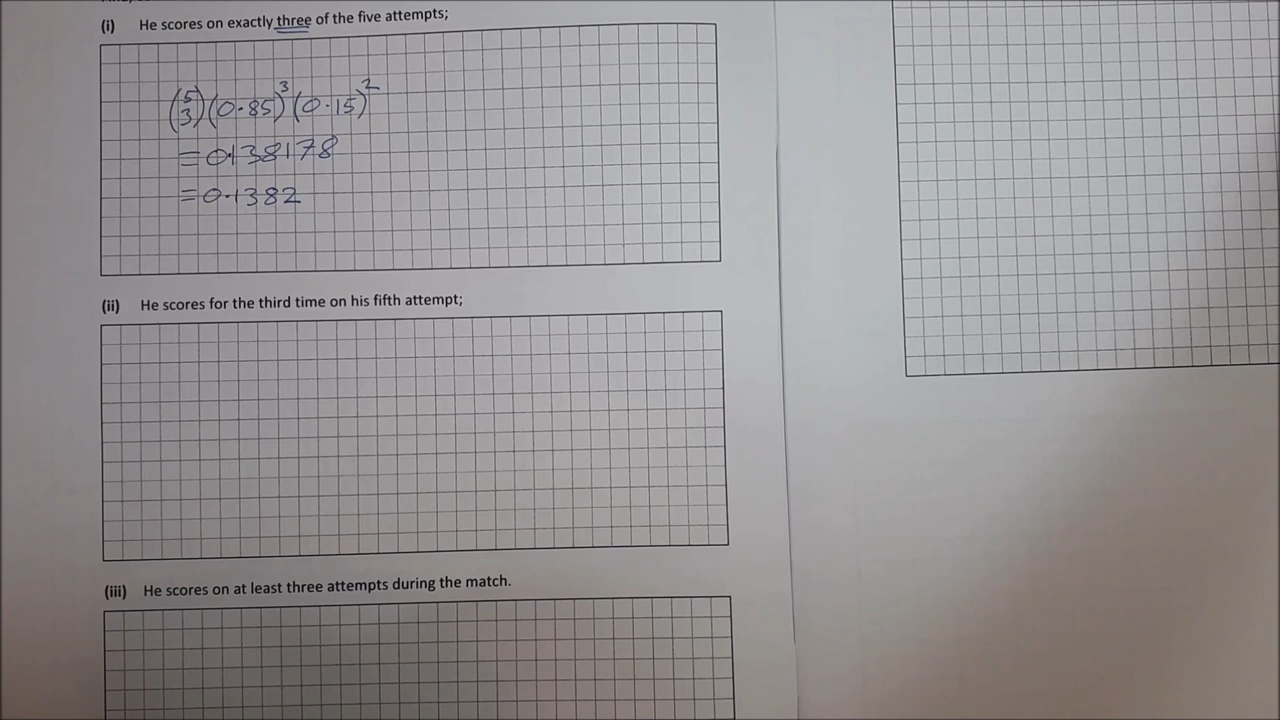 (i) He scores on exactly three of the five attempts;
(5 3)(0.85)^3(0.15)^2
=0.138178
=0.1382
(ii) He scores for the third time on his fifth attempt;
(iii) He scores on at least three attempts during the match.